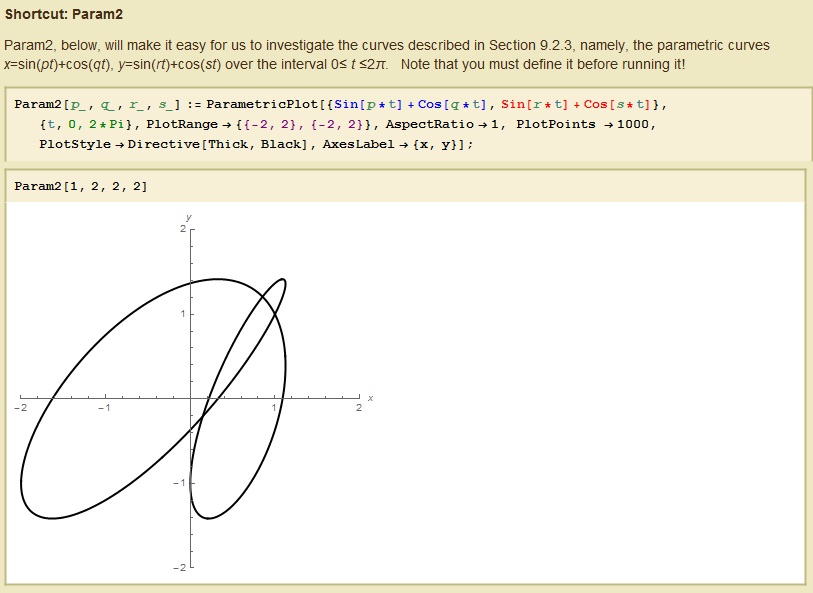 Shortcut: Param2
Param2, below, will make it easy for us to investigate the curves described in Section 9.2.3, namely, the parametric curves
x=sin(pt)+cos(qt), y=sin(rt)+cos(st) over the interval 0≤ t ≤2π. Note that you must define it before running it!
Param2[p_, q_, r_, s_] := ParametricPlot[{Sin[p*t] + Cos[q*t], Sin[r*t] + Cos[s*t]},
{t, 0, 2*Pi}, PlotRange → {{-2, 2}, {-2, 2}}, AspectRatio → 1, PlotPoints → 1000,
PlotStyle → Directive[Thick, Black], AxesLabel → {x, y}];
Param2[1, 2, 2, 2]
y
2
1
-2 -1 1 2 x
-1
-2